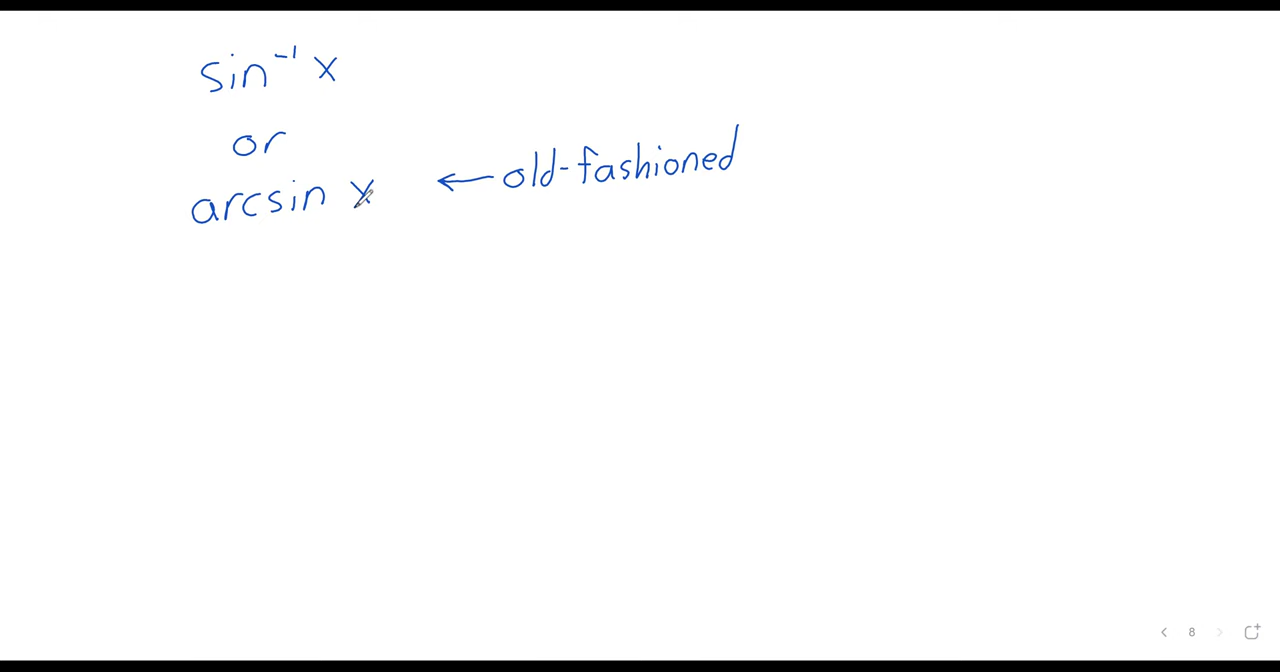 sin⁻¹ x
or
arcsin x ← old-fashioned
8